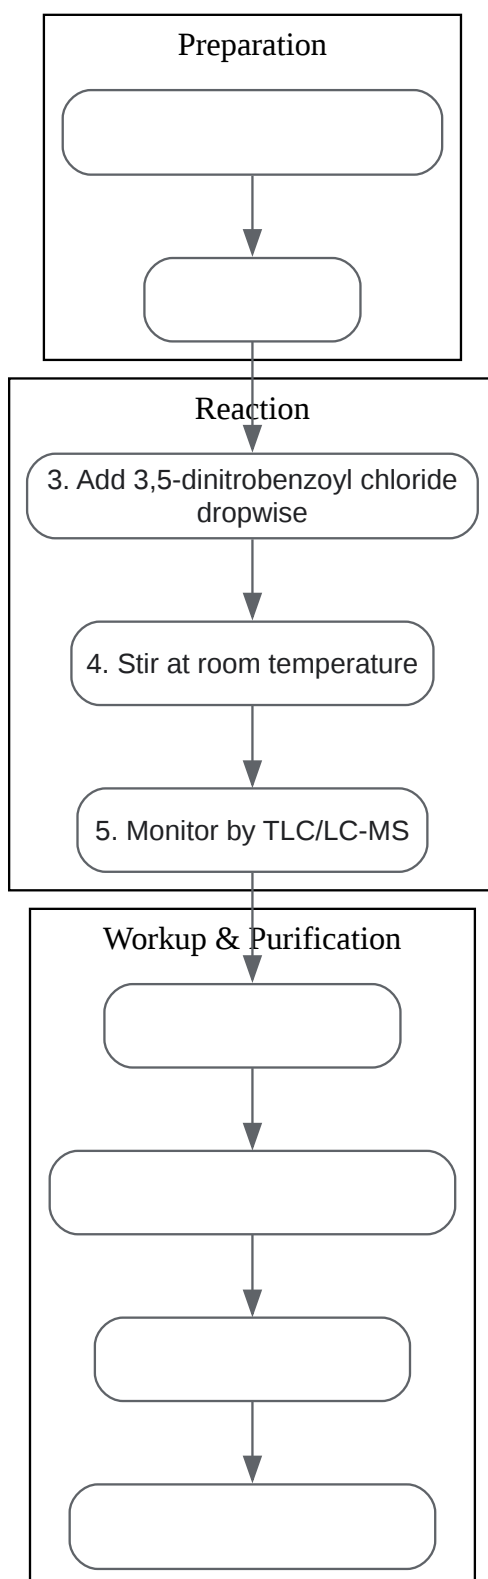 Preparation
Reaction
3. Add 3,5-dinitrobenzoyl chloride
dropwise
4. Stir at room temperature
5. Monitor by TLC/LC-MS
Workup & Purification